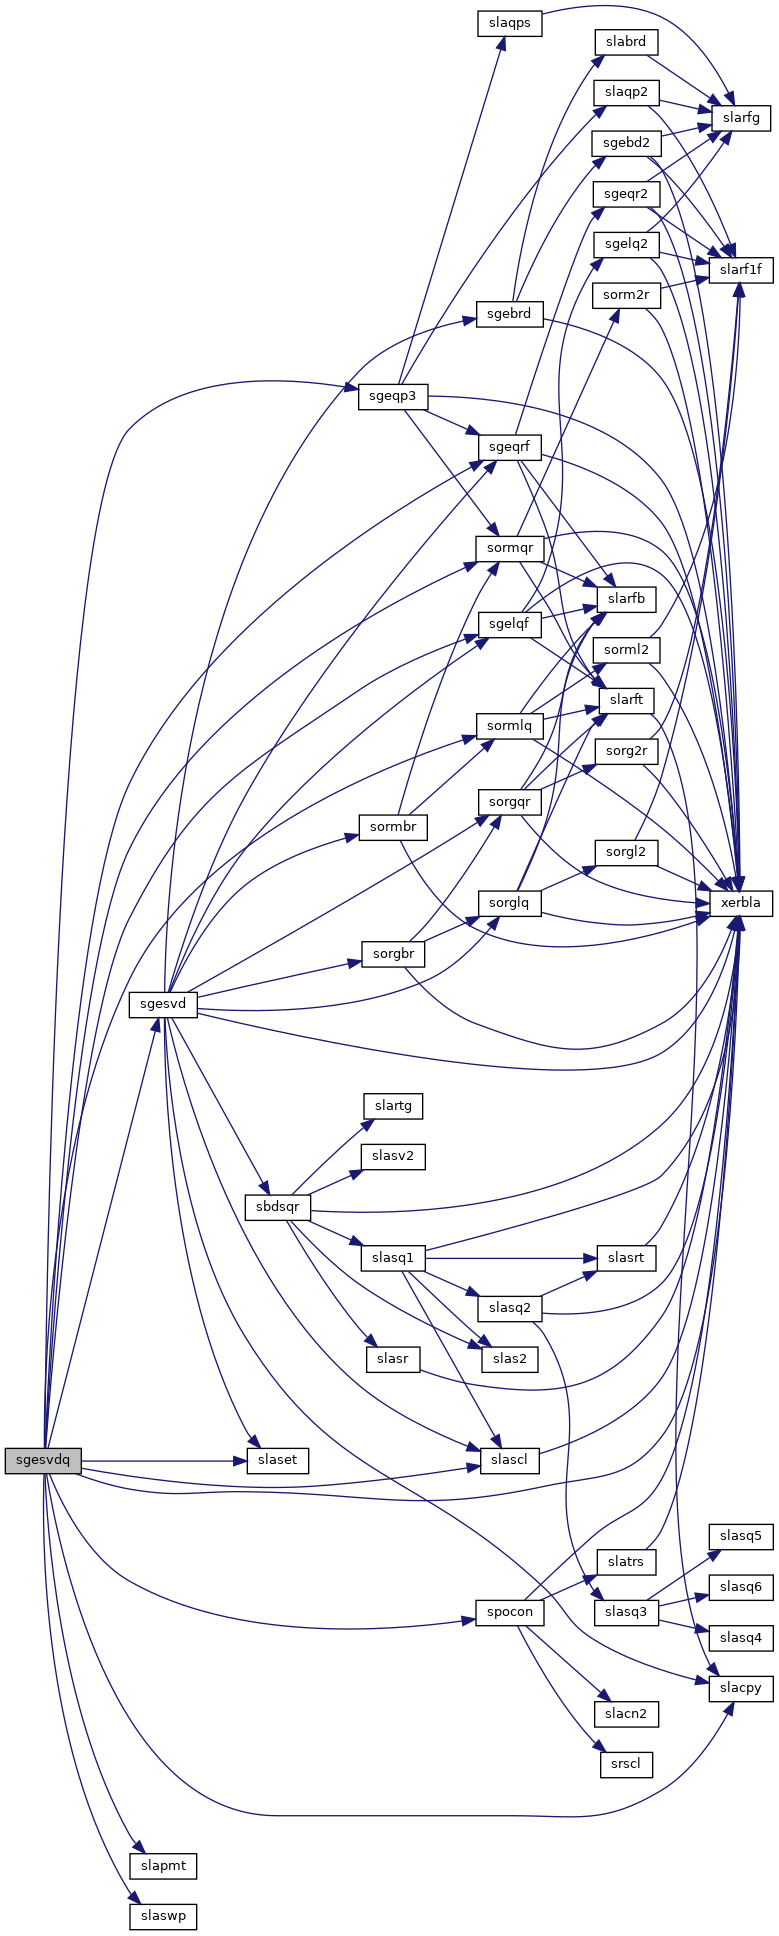 slaqps
slabrd
slaqp2
slarfg
sgebd2
sgeqr2
sgelq2
slarf1f
sorm2r
sgebrd
sgeqp3
sgeqrf
sormqr
slarfb
sgelqf
sorml2
slarft
sormlq
sorg2r
sorgqr
sormbr
sorgl2
sorglq
xerbla
sorgbr
sgesvd
slartg
slasv2
sbdsqr
slasq1
slasrt
slasq2
slasr
slas2
sgesvdq
slaset
slascl
slasq5
slatrs
slasq6
spocon
slasq3
slasq4
slacpy
slacn2
srscl
slapmt
slaswp